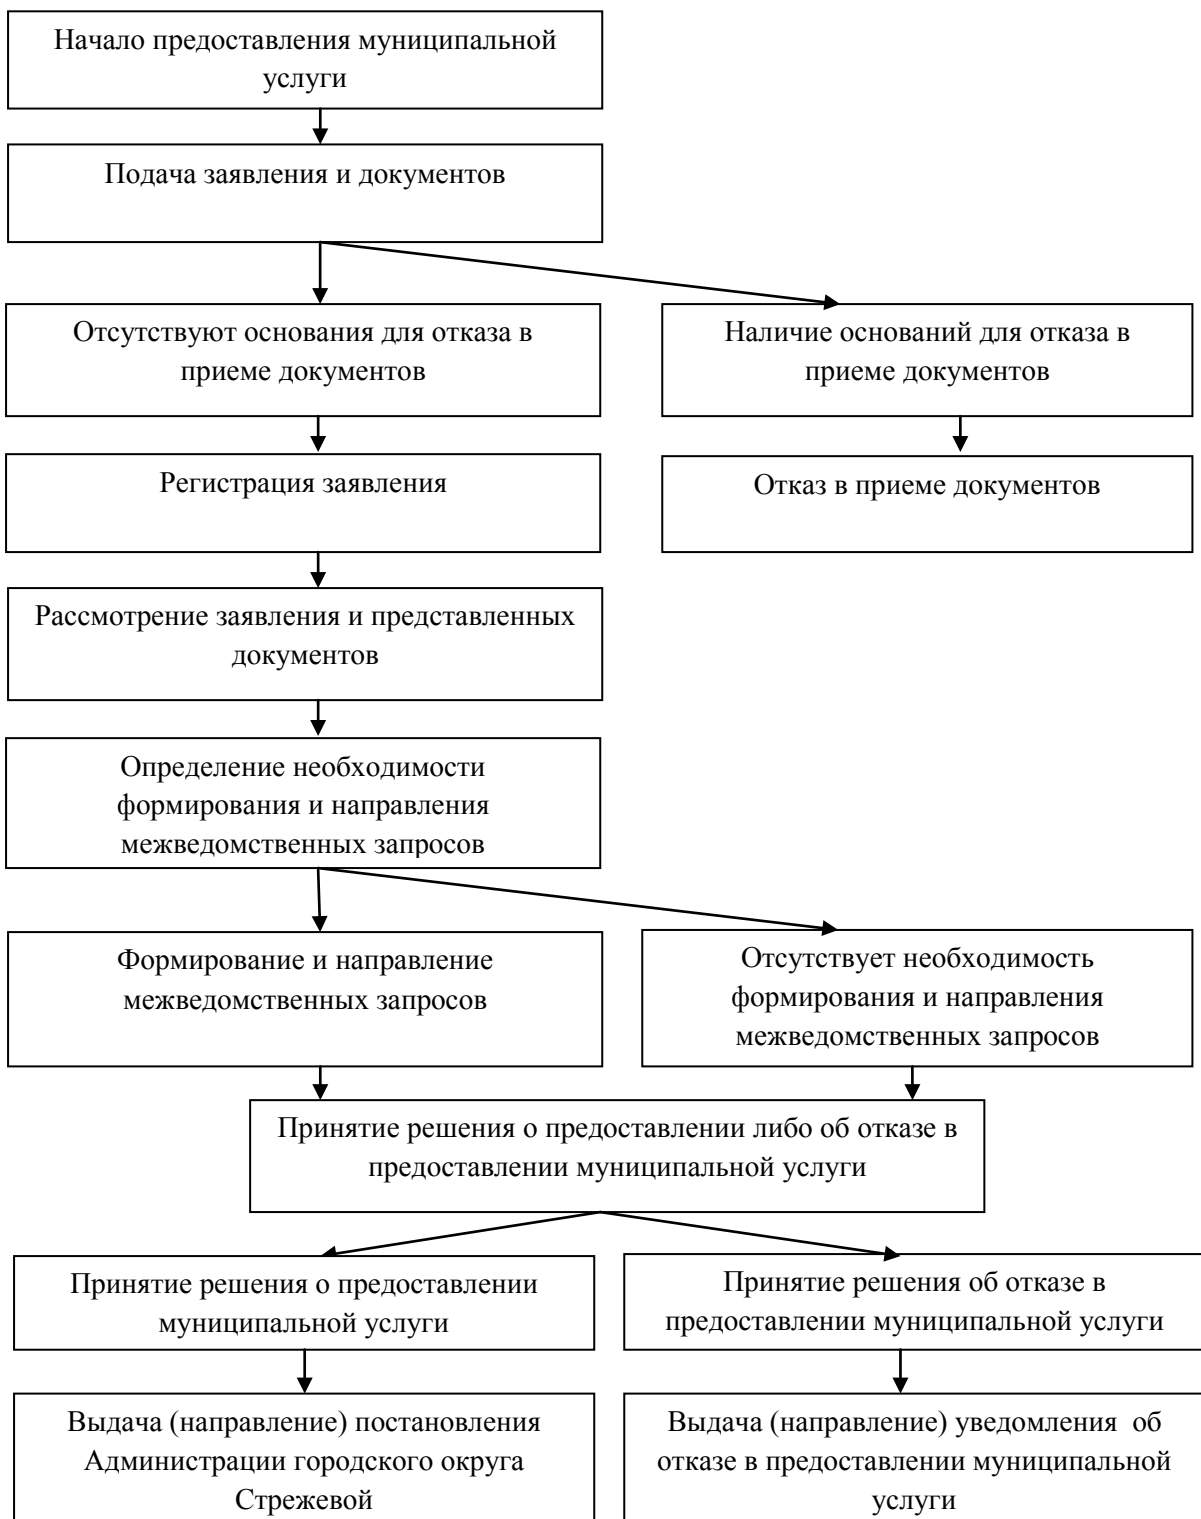 Начало предоставления муниципальной
услуги
Подача заявления и документов
Отсутствуют основания для отказа в
приеме документов
Наличие оснований для отказа в
приеме документов
Регистрация заявления
Отказ в приеме документов
Рассмотрение заявления и представленных
документов
Определение необходимости
формирования и направления
межведомственных запросов
Формирование и направление
межведомственных запросов
Отсутствует необходимость
формирования и направления
межведомственных запросов
Принятие решения о предоставлении либо об отказе в
предоставлении муниципальной услуги
Принятие решения о предоставлении
муниципальной услуги
Принятие решения об отказе в
предоставлении муниципальной услуги
Выдача (направление) постановления
Администрации городского округа
Стрежевой
Выдача (направление) уведомления об
отказе в предоставлении муниципальной
услуги